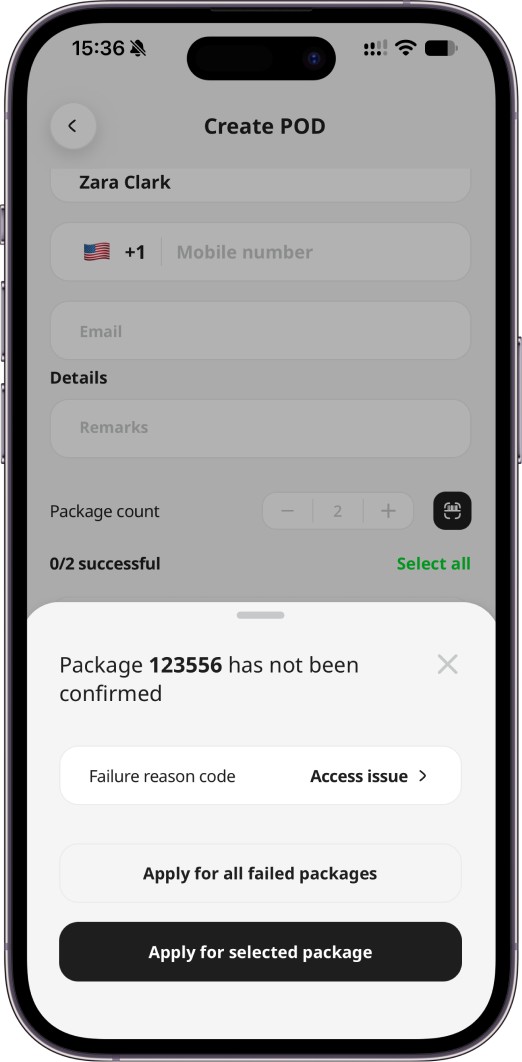 15:36
Create POD
Zara Clark
+1 Mobile number
Email
Details
Remarks
Package count 2
0/2 successful Select all
Package 123556 has not been
confirmed
Failure reason code Access issue
Apply for all failed packages
Apply for selected package